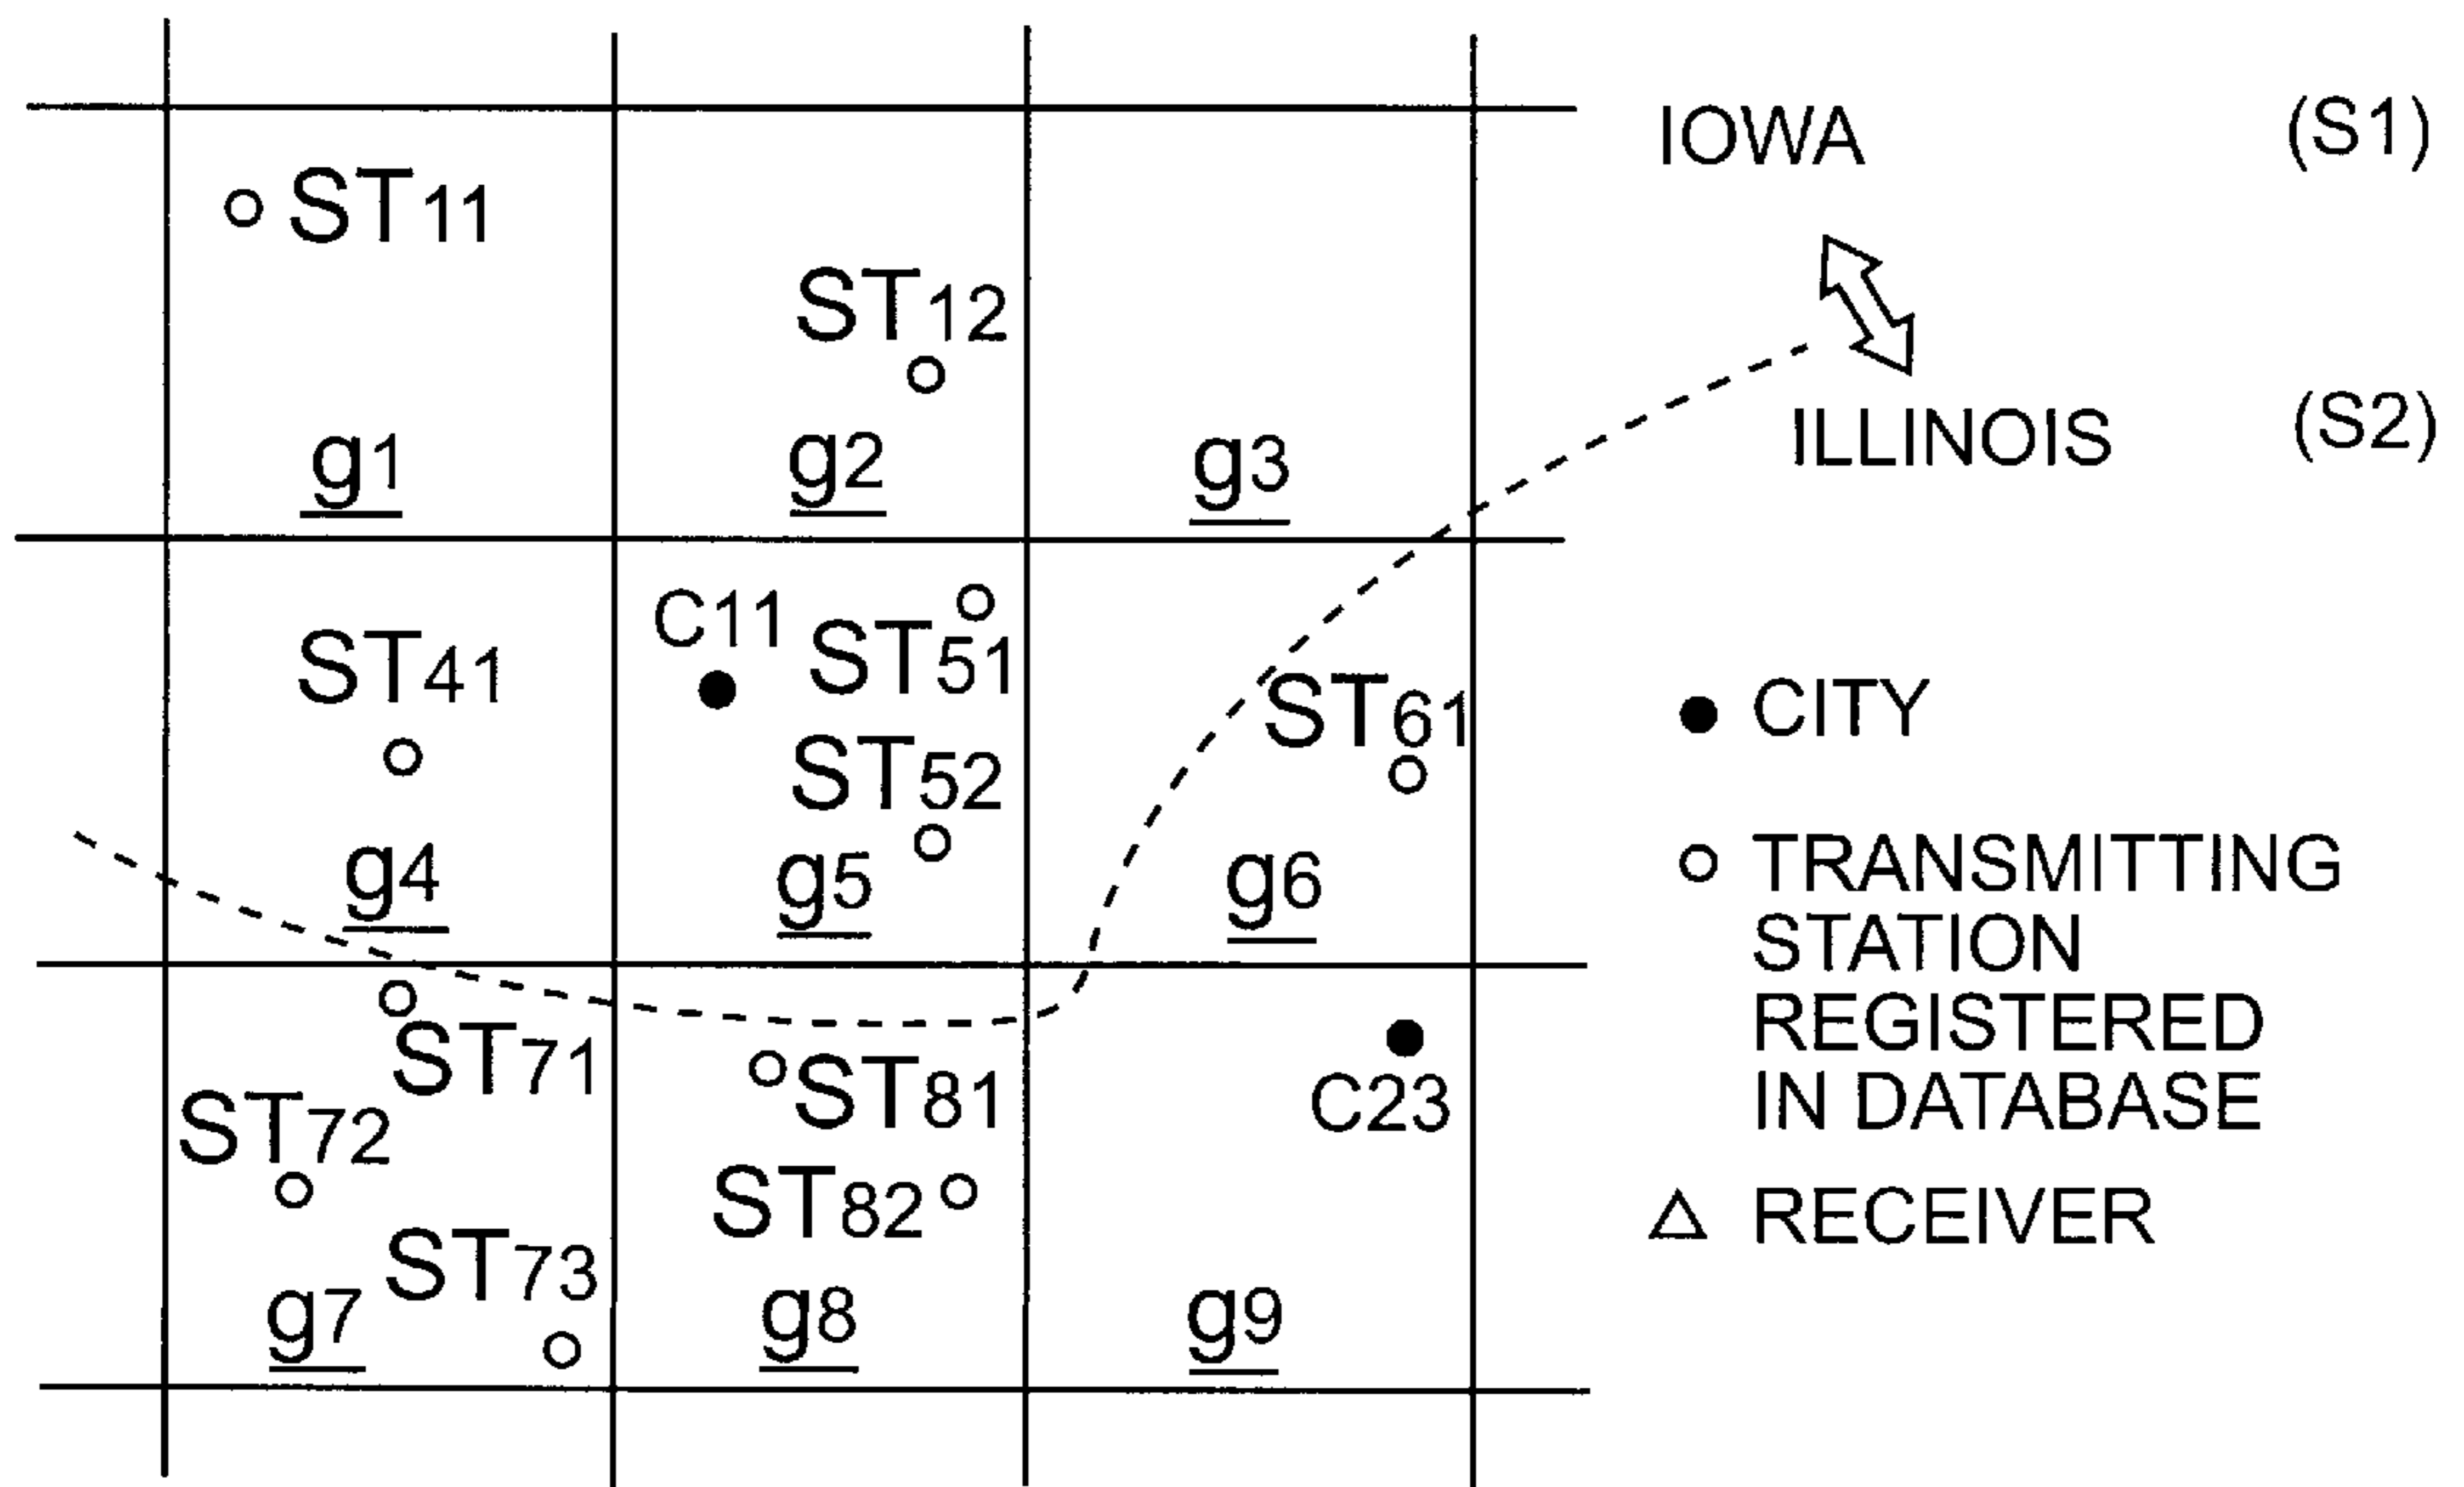 IOWA (S1)
ST11
ST12
g1 g2 g3
ILLINOIS (S2)
C11
ST51
ST41
ST61
ST52
g4 g5 g6
CITY
TRANSMITTING
STATION
REGISTERED
IN DATABASE
RECEIVER
ST71
ST81
C23
ST72
ST82
ST73
g7 g8 g9